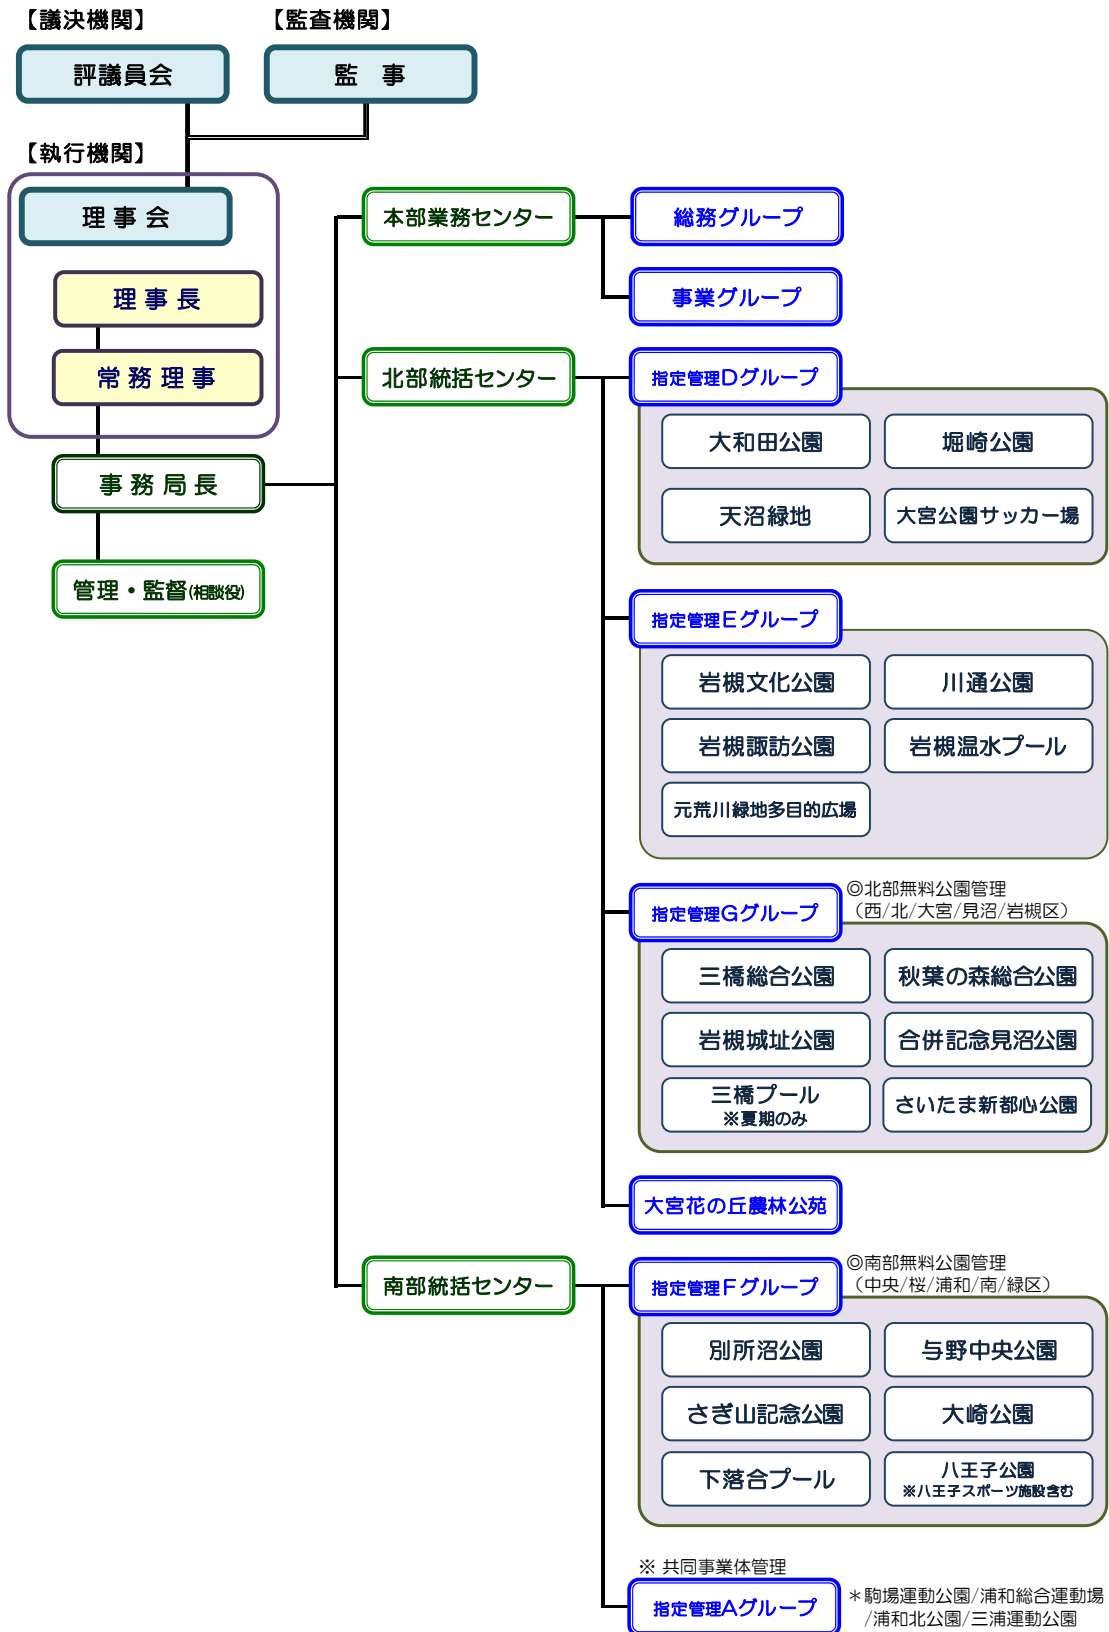 【議決機関】
【監査機関】
評議員会
監　事
【執行機関】
理 事 会
理 事 長
常 務 理 事
事 務 局 長
管理・監督(相談役)
本部業務センター
総務グループ
事業グループ
北部統括センター
指定管理Dグループ
大和田公園
堀崎公園
天沼緑地
大宮公園サッカー場
指定管理Eグループ
岩槻文化公園
川通公園
岩槻諏訪公園
岩槻温水プール
元荒川緑地多目的広場
指定管理Gグループ
◎北部無料公園管理
（西/北/大宮/見沼/岩槻区）
三橋総合公園
秋葉の森総合公園
岩槻城址公園
合併記念見沼公園
三橋プール
※夏期のみ
さいたま新都心公園
大宮花の丘農林公苑
南部統括センター
指定管理Fグループ
◎南部無料公園管理
（中央/桜/浦和/南/緑区）
別所沼公園
与野中央公園
さぎ山記念公園
大崎公園
下落合プール
八王子公園
※八王子スポーツ施設含む
※ 共同事業体管理
指定管理Aグループ
＊駒場運動公園/浦和総合運動場
/浦和北公園/三浦運動公園